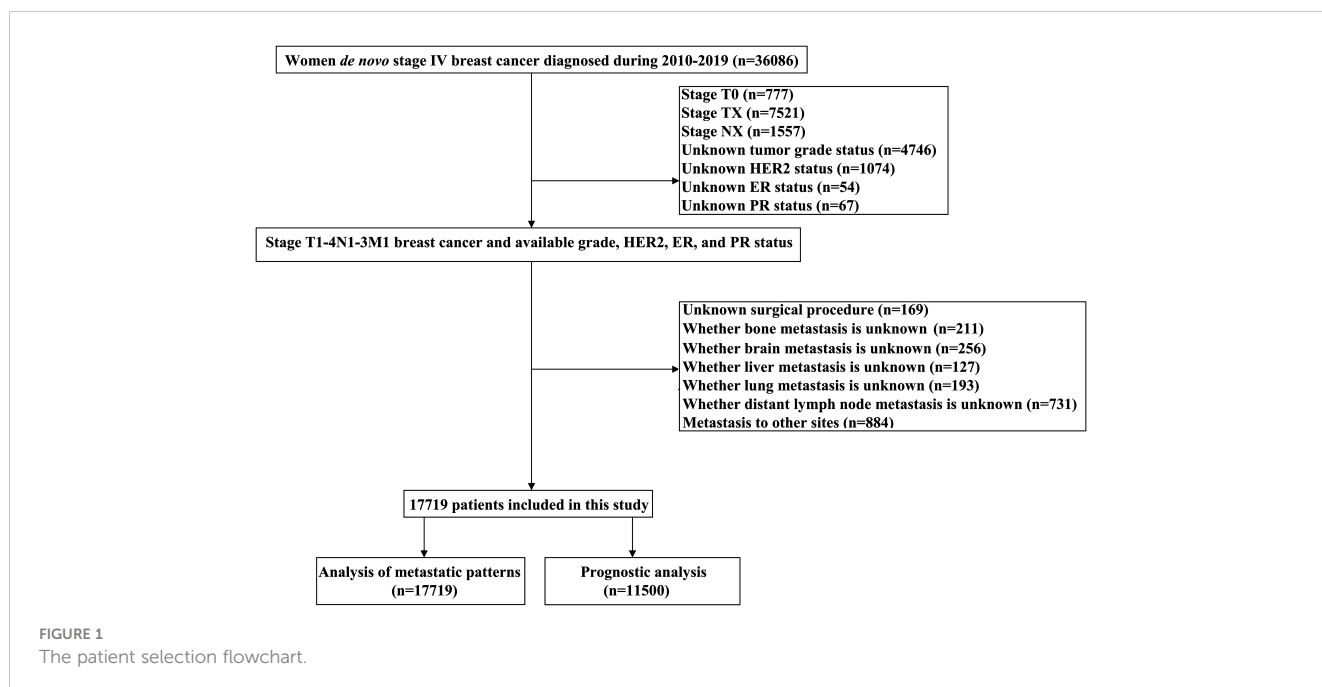 Women de novo stage IV breast cancer diagnosed during 2010-2019 (n=36086)
Stage T0 (n=777)
Stage TX (n=7521)
Stage NX (n=1557)
Unknown tumor grade status (n=4746)
Unknown HER2 status (n=1074)
Unknown ER status (n=54)
Unknown PR status (n=67)
Stage T1-4N1-3M1 breast cancer and available grade, HER2, ER, and PR status
Unknown surgical procedure (n=169)
Whether bone metastasis is unknown (n=211)
Whether brain metastasis is unknown (n=256)
Whether liver metastasis is unknown (n=127)
Whether lung metastasis is unknown (n=193)
Whether distant lymph node metastasis is unknown (n=731)
Metastasis to other sites (n=884)
17719 patients included in this study
Analysis of metastatic patterns
(n=17719)
Prognostic analysis
(n=11500)
FIGURE 1
The patient selection flowchart.